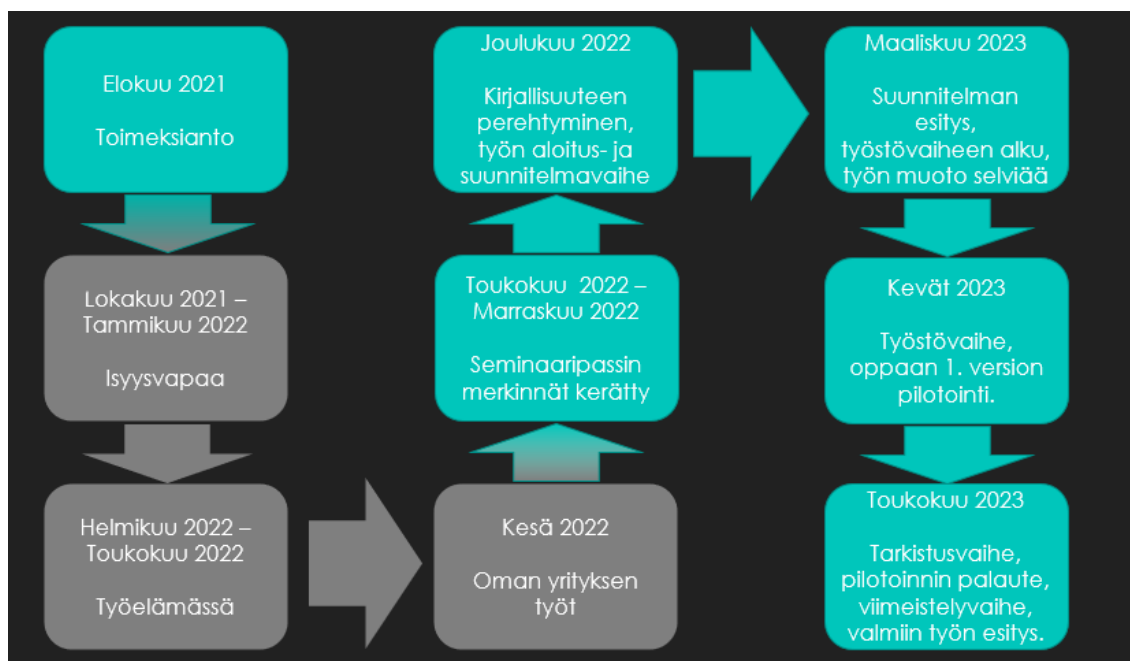 Elokuu 2021
Toimeksianto
Lokakuu 2021 –
Tammikuu 2022
Isyysvapaa
Helmikuu 2022 –
Toukokuu 2022
Työelämässä
Kesä 2022
Oman yrityksen
työt
Toukokuu 2022 –
Marraskuu 2022
Seminaaripassin
merkinnät kerätty
Joulukuu 2022
Kirjallisuuteen
perehtyminen,
työn aloitus- ja
suunnitelmavaihe
Maaliskuu 2023
Suunnitelman
esitys,
työstövaiheen alku,
työn muoto selviää
Kevät 2023
Työstövaihe,
oppaan 1. version
pilotointi.
Toukokuu 2023
Tarkistusvaihe,
pilotoinnin palaute,
viimeistelyvaihe,
valmiin työn esitys.